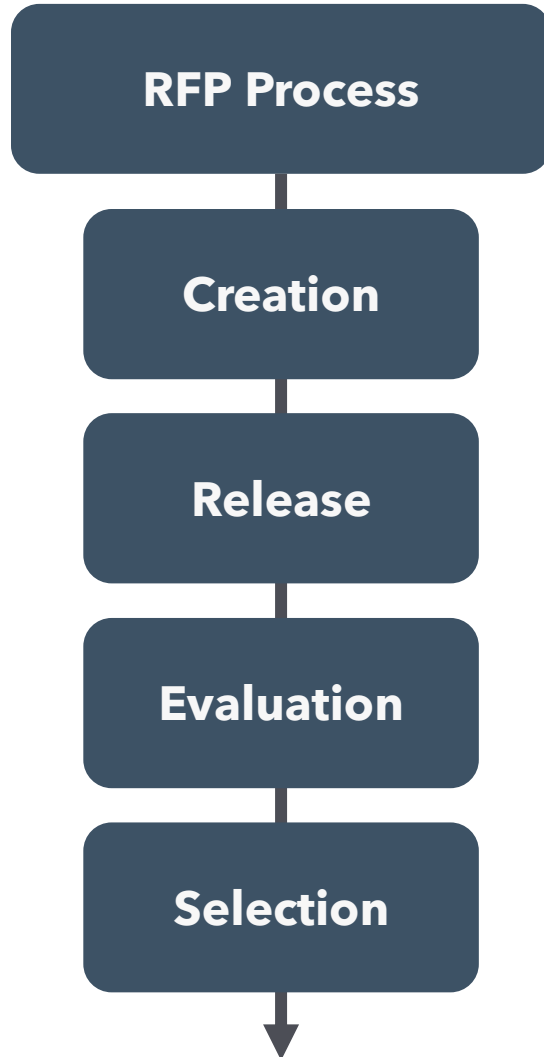 RFP Process
Creation
Release
Evaluation
Selection